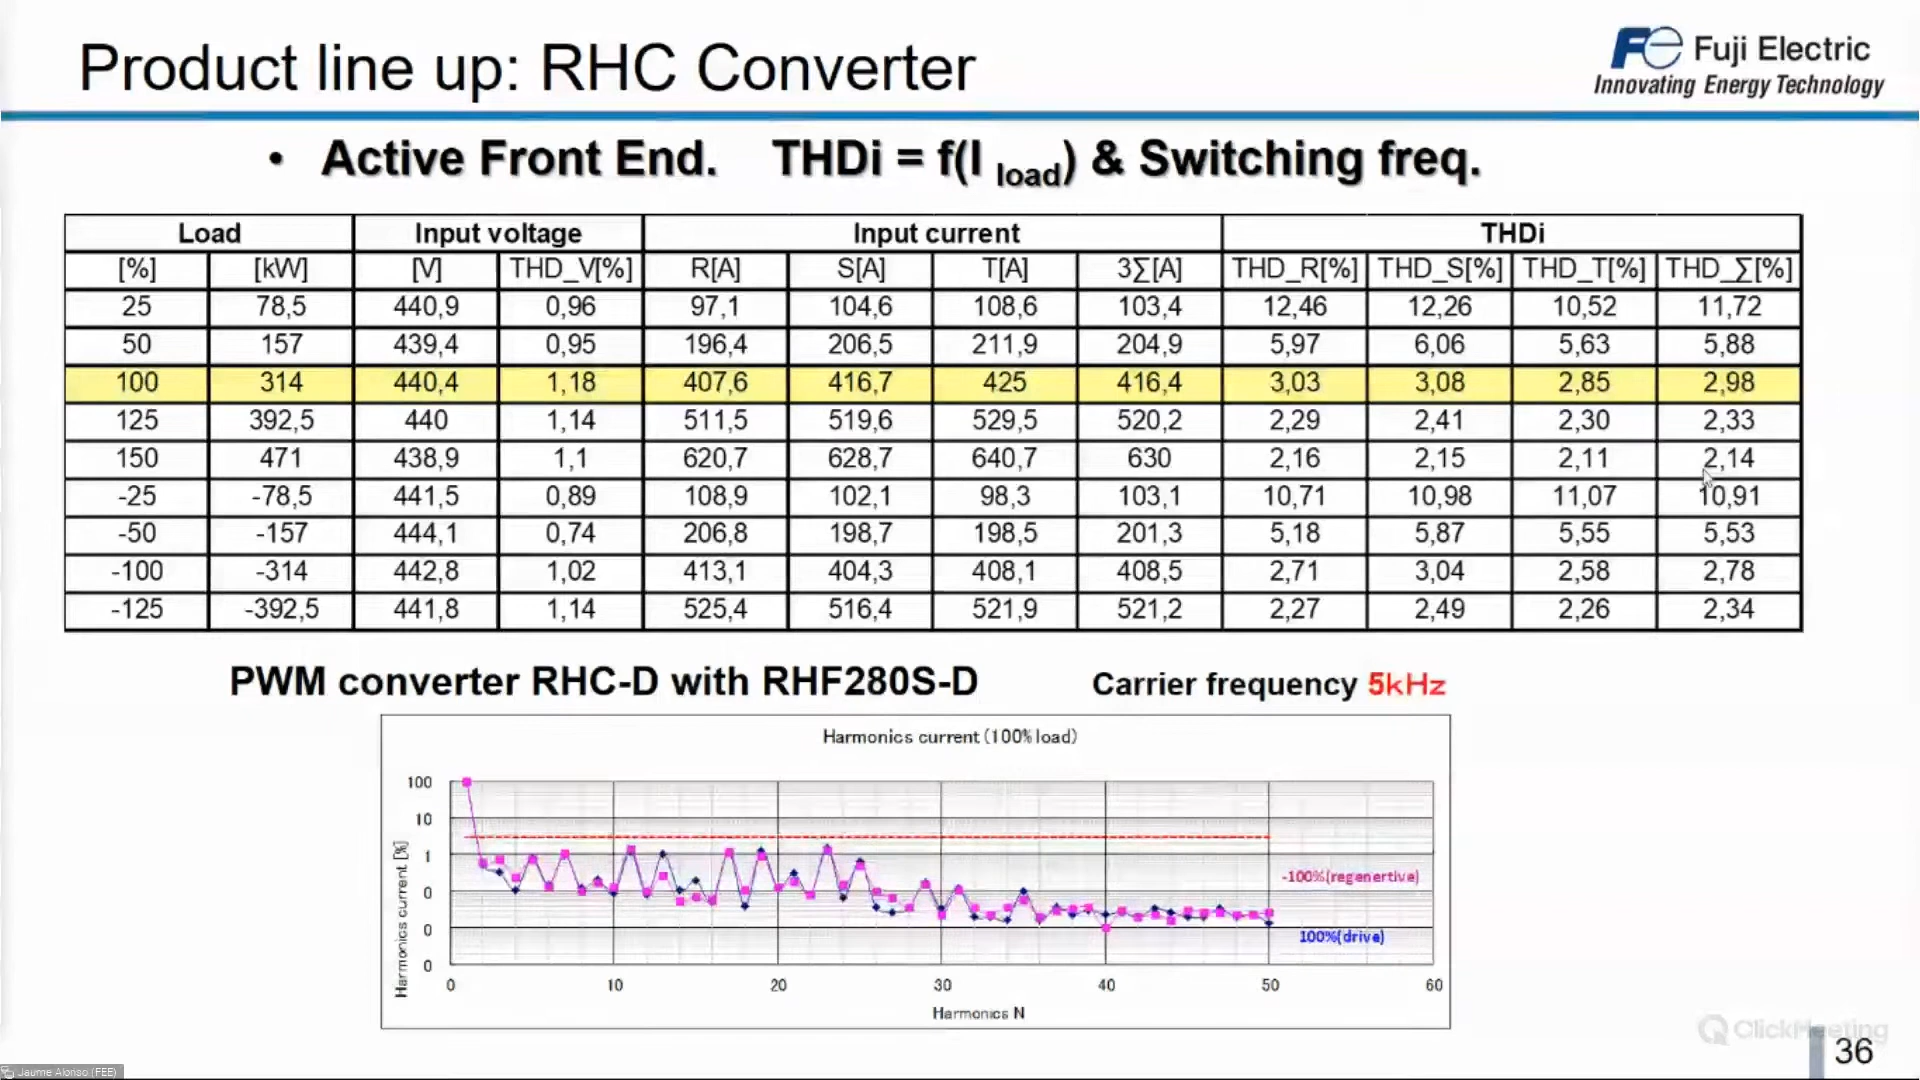 Product line up: RHC Converter
Fe Fuji Electric
Innovating Energy Technology
• Active Front End. THDi = f(I load) & Switching freq.
Load Input voltage Input current THDi
[%] [kW] [V] THD_V[%] R[A] S[A] T[A] 3∑[A] THD_R[%] THD_S[%] THD_T[%] THD_∑[%]
25 78,5 440,9 0,96 97,1 104,6 108,6 103,4 12,46 12,26 10,52 11,72
50 157 439,4 0,95 196,4 206,5 211,9 204,9 5,97 6,06 5,63 5,88
100 314 440,4 1,18 407,6 416,7 425 416,4 3,03 3,08 2,85 2,98
125 392,5 440 1,14 511,5 519,6 529,5 520,2 2,29 2,41 2,30 2,33
150 471 438,9 1,1 620,7 628,7 640,7 630 2,16 2,15 2,11 2,14
-25 -78,5 441,5 0,89 108,9 102,1 98,3 103,1 10,71 10,98 11,07 10,91
-50 -157 444,1 0,74 206,8 198,7 198,5 201,3 5,18 5,87 5,55 5,53
-100 -314 442,8 1,02 413,1 404,3 408,1 408,5 2,71 3,04 2,58 2,78
-125 -392,5 441,8 1,14 525,4 516,4 521,9 521,2 2,27 2,49 2,26 2,34
PWM converter RHC-D with RHF280S-D Carrier frequency 5kHz
Harmonics current (100% load)
Harmonics current [%]
100
10
1
0
0
0
-100%(regenertive)
100%(drive)
0 10 20 30 40 50 60
Harmonics N
ClickMeeting
36
Jaume Alonso (FEE)